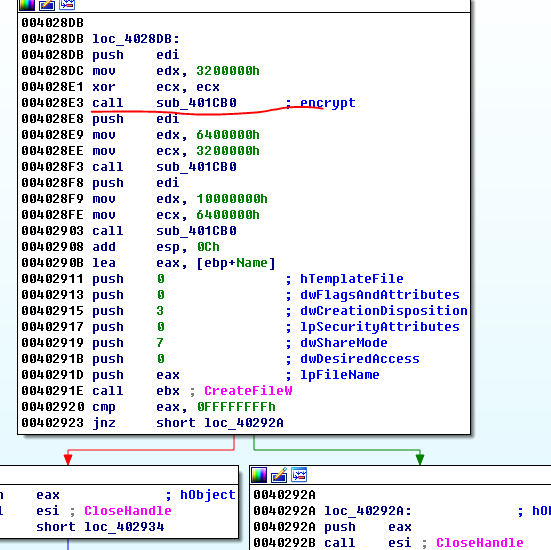 004028DB
004028DB loc_4028DB:
004028DB push edi
004028DC mov edx, 3200000h
004028E1 xor ecx, ecx
004028E3 call sub_401CB0 ; encrypt
004028E8 push edi
004028E9 mov edx, 6400000h
004028EE mov ecx, 3200000h
004028F3 call sub_401CB0
004028F8 push edi
004028F9 mov edx, 10000000h
004028FE mov ecx, 6400000h
00402903 call sub_401CB0
00402908 add esp, 0Ch
0040290B lea eax, [ebp+Name]
00402911 push 0 ; hTemplateFile
00402913 push 0 ; dwFlagsAndAttributes
00402915 push 3 ; dwCreationDisposition
00402917 push 0 ; lpSecurityAttributes
00402919 push 7 ; dwShareMode
0040291B push 0 ; dwDesiredAccess
0040291D push eax ; lpFileName
0040291E call ebx ; CreateFileW
00402920 cmp eax, 0FFFFFFFFh
00402923 jnz short loc_40292A
h eax ; hObject
l esi ; CloseHandle
short loc_402934
0040292A
0040292A loc_40292A: ; hO
0040292A push eax
0040292B call esi ; CloseHandle